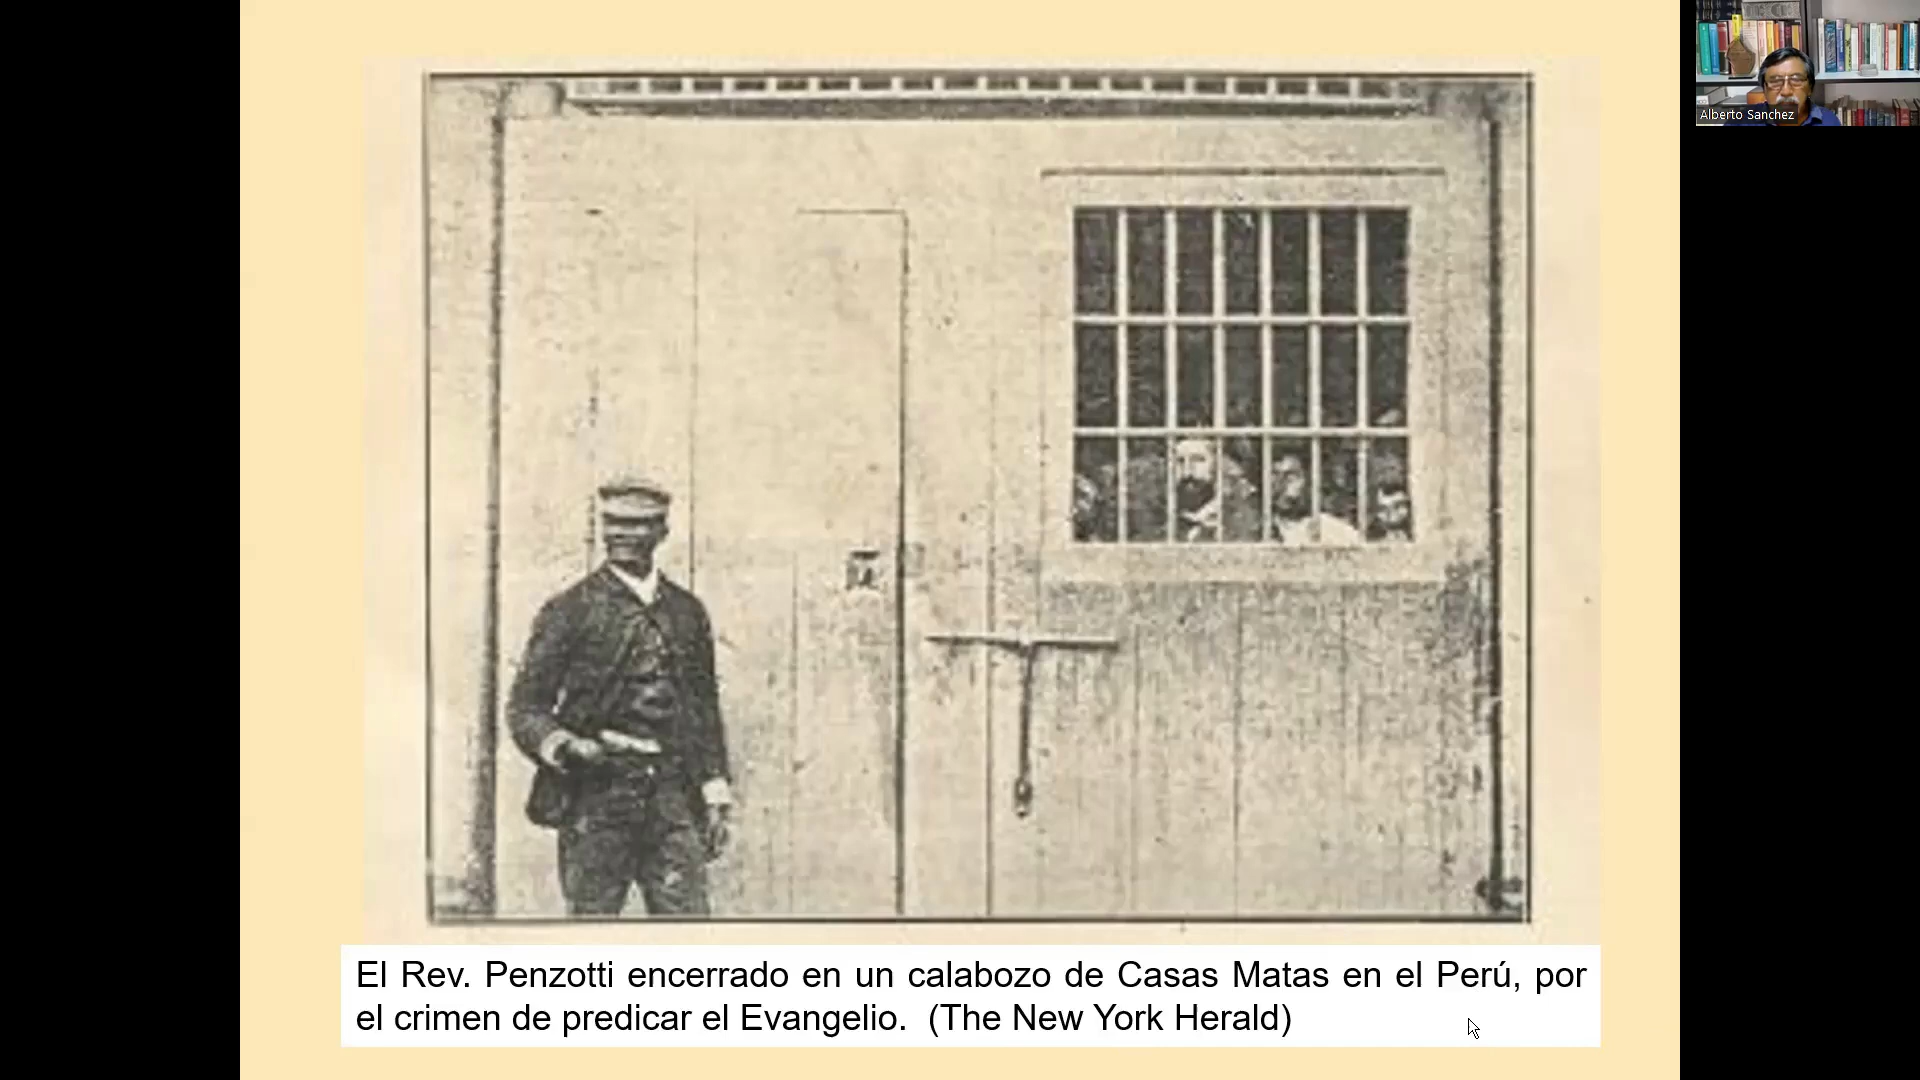 Alberto Sanchez
El Rev. Penzotti encerrado en un calabozo de Casas Matas en el Perú, por
el crimen de predicar el Evangelio.  (The New York Herald)